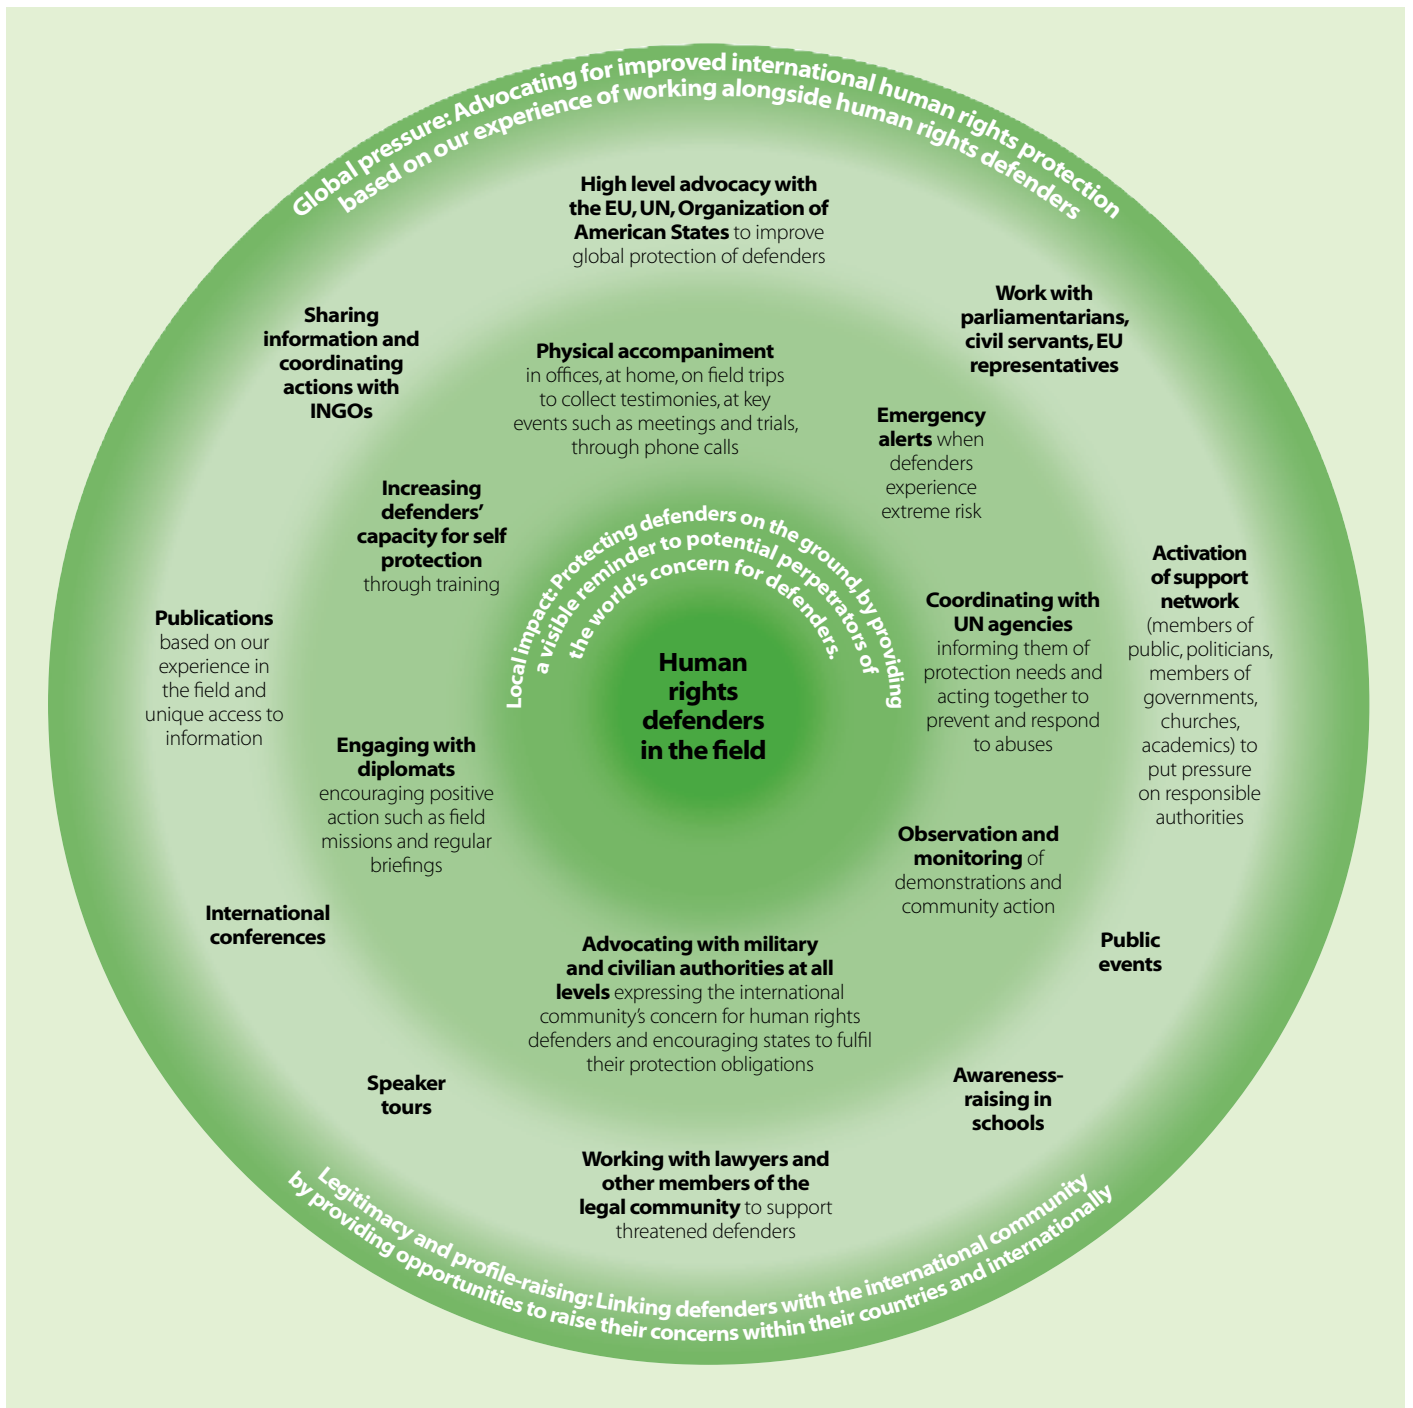 Global pressure: Advocating for improved international human rights protection
based on our experience of working alongside human rights defenders
High level advocacy with
the EU, UN, Organization of
American States to improve
global protection of defenders
Work with
parliamentarians,
civil servants, EU
representatives
Sharing
information and
coordinating
actions with
INGOs
Physical accompaniment
in offices, at home, on field trips
to collect testimonies, at key
events such as meetings and trials,
through phone calls
Emergency
alerts when
defenders
experience
extreme risk
Increasing
defenders'
capacity for self
protection
through training
Local impact: Protecting defenders on the ground, by providing
a visible reminder to potential perpetrators of
the world's concern for defenders.
Activation
of support
network
(members of
public, politicians,
members of
governments,
churches,
academics) to
put pressure
on responsible
authorities
Coordinating with
UN agencies
informing them of
protection needs and
acting together to
prevent and respond
to abuses
Publications
based on our
experience in
the field and
unique access to
information
Human
rights
defenders
in the field
Engaging with
diplomats
encouraging positive
action such as field
missions and regular
briefings
Observation and
monitoring of
demonstrations and
community action
International
conferences
Public
events
Advocating with military
and civilian authorities at all
levels expressing the international
community's concern for human rights
defenders and encouraging states to fulfil
their protection obligations
Speaker
tours
Awareness-
raising in
schools
Working with lawyers and
other members of the
legal community to support
threatened defenders
Legitimacy and profile-raising: Linking defenders with the international community
by providing opportunities to raise their concerns within their countries and internationally